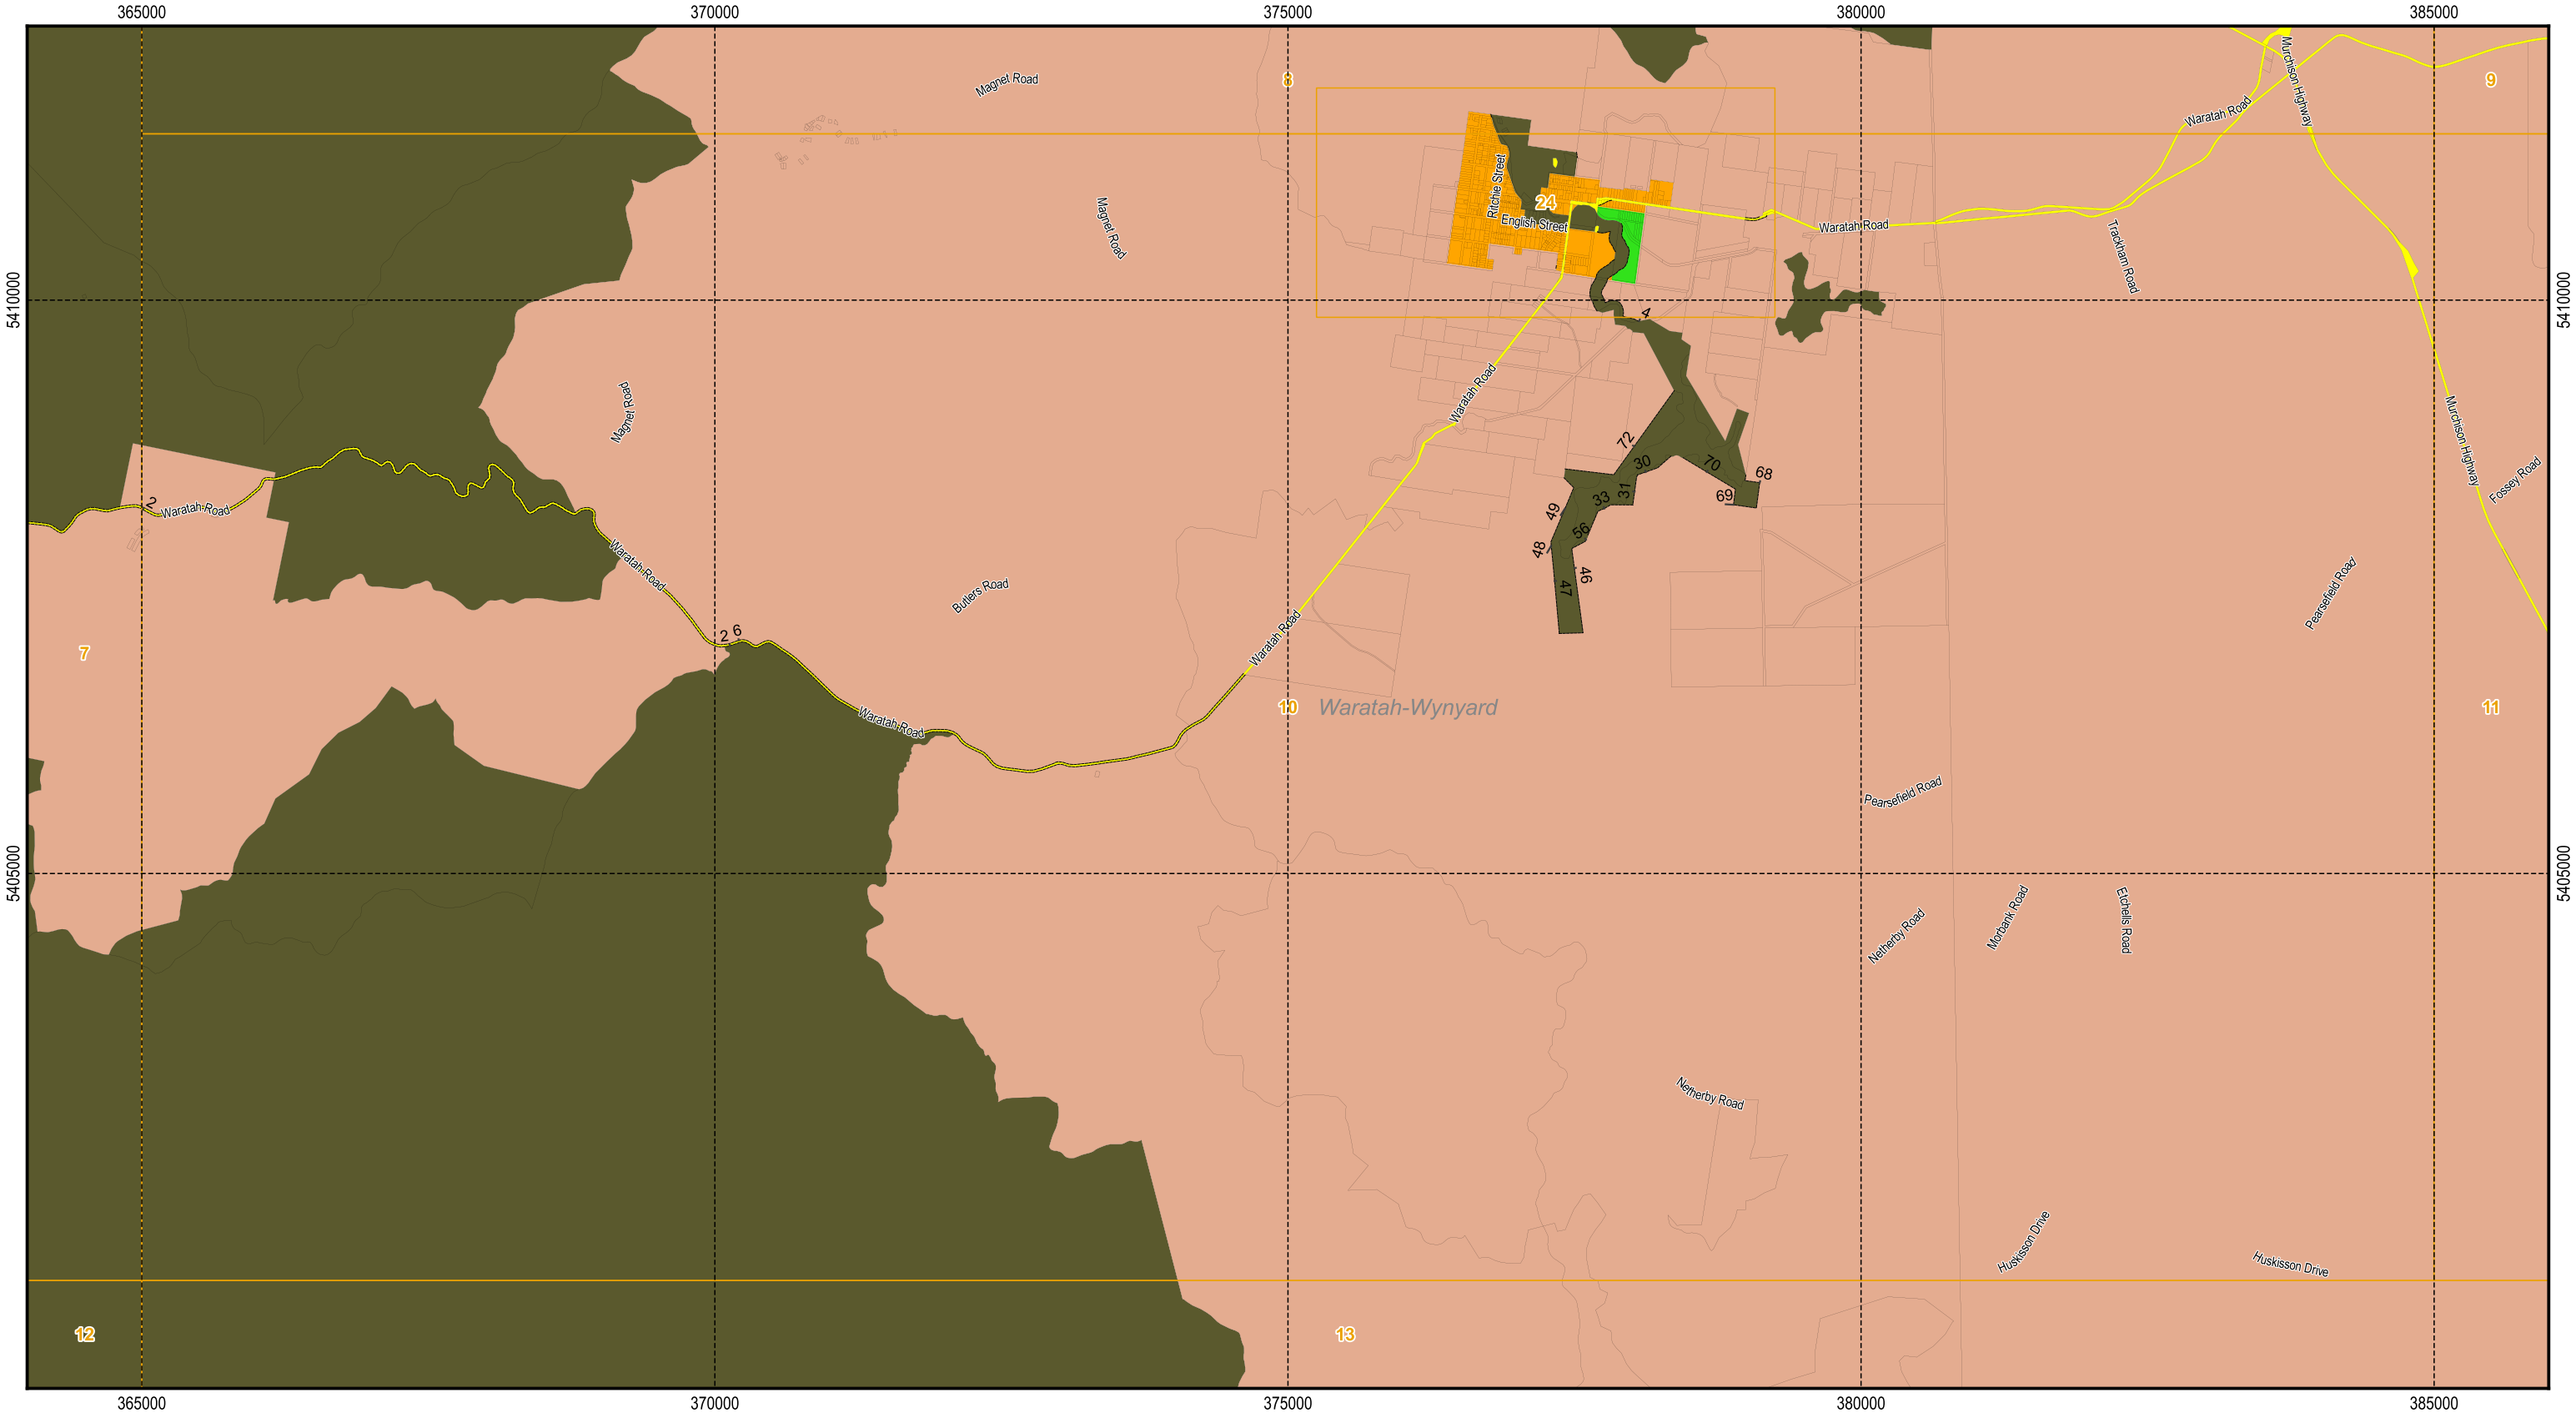 365000 370000 375000 380000 385000
Magnet Road
8
Murchison Highway
9
Waratah Road
Ritchie Street
24
English Street
Magnet Road
Waratah Road
Trackham Road
5410000
5410000
4
Magnet Road
Waratah Road
Murchison Highway
72
30
70
68
69
31
33
49
56
48
46
47
Fossey Road
2
Waratah Road
Waratah Road
Butlers Road
Pearsefield Road
2 6
Waratah Road
7
10
Waratah-Wynyard
11
Waratah Road
Pearsefield Road
5405000
5405000
Netherby Road
Morbank Road
Etchells Road
Netherby Road
Huskisson Drive
Huskisson Drive
12
13
365000 370000 375000 380000 385000